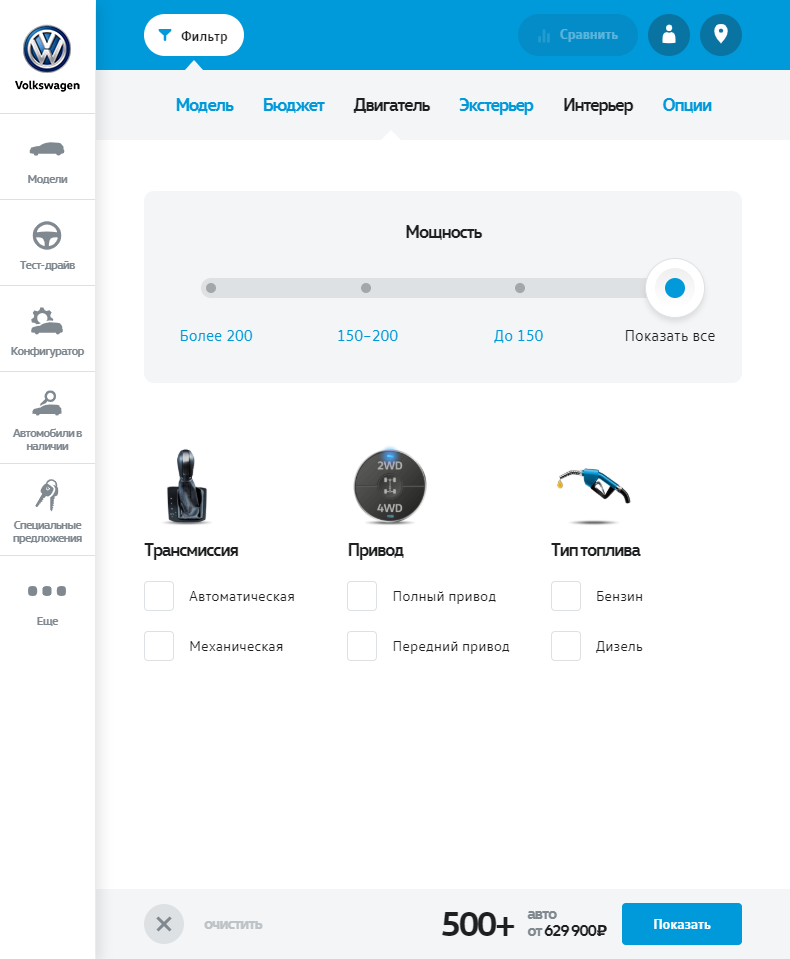 Volkswagen
Модели
Тест-драйв
Конфигуратор
Автомобили в
наличии
Специальные
предложения
Еще
Фильтр
Сравнить
Модель Бюджет Двигатель Экстерьер Интерьер Опции
Мощность
Более 200 150–200 До 150 Показать все
2WD
4WD
Трансмиссия
Автоматическая
Механическая
Привод
Полный привод
Передний привод
Тип топлива
Бензин
Дизель
очистить
500+
авто
от 629 900₽
Показать